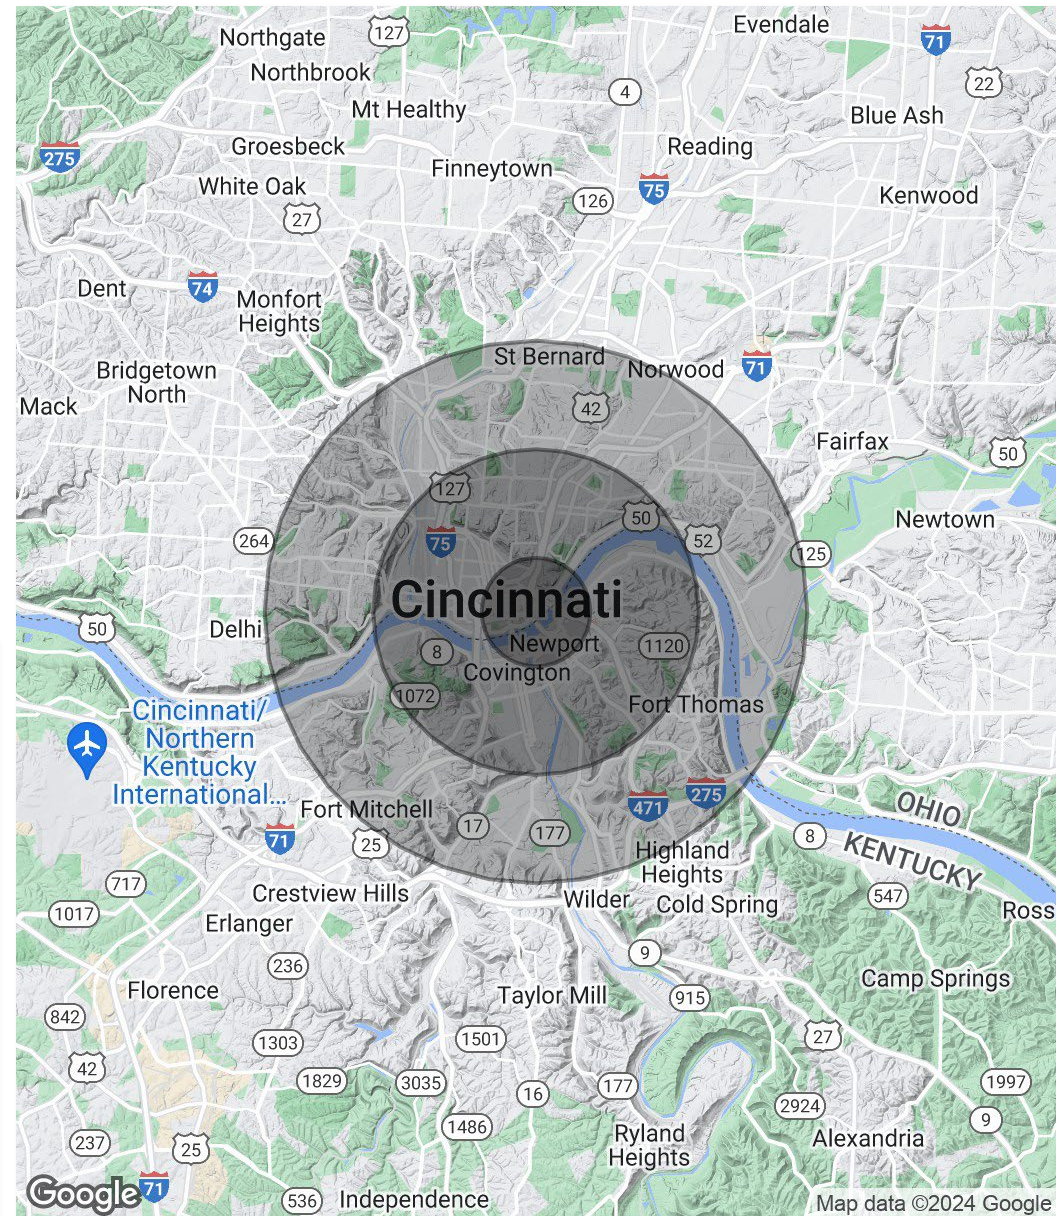 Northgate
127
Evendale
71
Northbrook
22
4
Mt Healthy
Blue Ash
275
Groesbeck
Reading
Finneytown
White Oak
75
126
Kenwood
27
Dent
74
Monfort
Heights
St Bernard
Bridgetown
North
Norwood
71
Mack
42
Fairfax
50
127
50
Newtown
264
75
52
125
Cincinnati
50
Delhi
8
Newport
1120
Covington
1072
Fort Thomas
Cincinnati/
Northern
Kentucky
International...
275
471
OHIO
Fort Mitchell
17
177
8
71
25
KENTUCKY
Highland
Heights
717
Crestview Hills
Wilder
547
Cold Spring
1017
Ross
Erlanger
9
236
Camp Springs
Florence
Taylor Mill
915
842
27
1501
1303
42
1829
3035
177
1997
16
2924
9
1486
237
25
Ryland
Heights
Alexandria
71
Google
536
Independence
Map data ©2024 Google